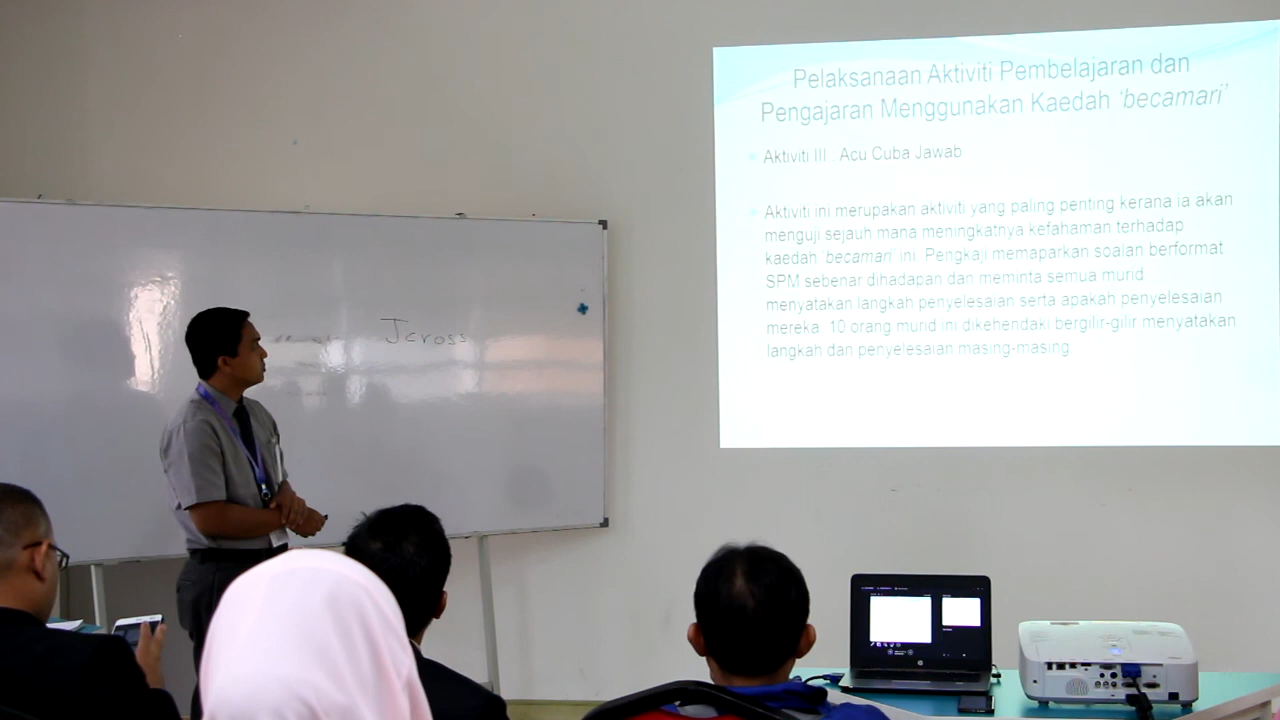 Pelaksanaan Aktiviti Pembelajaran dan
Pengajaran Menggunakan Kaedah ‘becamari’
Aktiviti III : Acu Cuba Jawab
Aktiviti ini merupakan aktiviti yang paling penting kerana ia akan
menguji sejauh mana meningkatnya kefahaman terhadap
kaedah ‘becamari’ ini. Pengkaji memaparkan soalan berformat
SPM sebenar dihadapan dan meminta semua murid
menyatakan langkah penyelesaian serta apakah penyelesaian
mereka. 10 orang murid ini dikehendaki bergilir-gilir menyatakan
langkah dan penyelesaian masing-masing.
Jcross